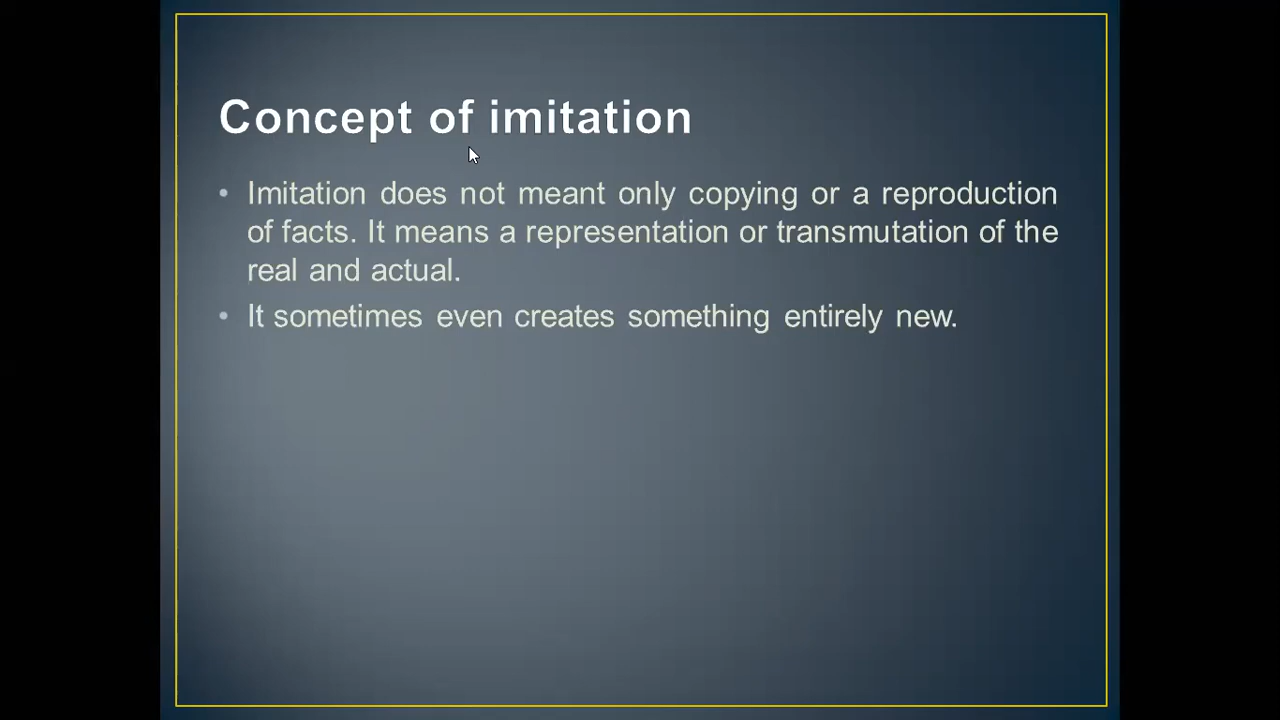 Concept of imitation
• Imitation does not meant only copying or a reproduction
of facts. It means a representation or transmutation of the
real and actual.
• It sometimes even creates something entirely new.